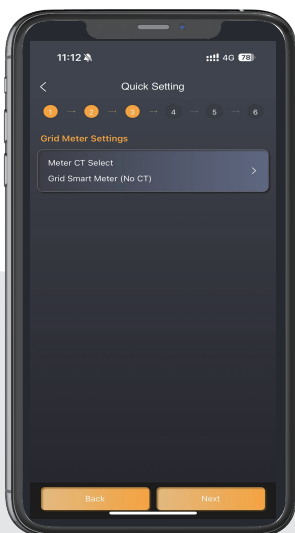 11:12 4G 78
Quick Setting
1 2 3 4 5 6
Grid Meter Settings
Meter CT Select
Grid Smart Meter (No CT)
Back Next